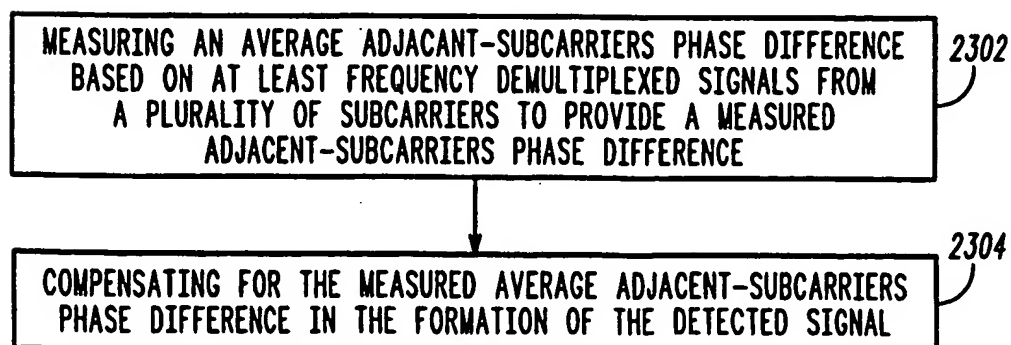 MEASURING AN AVERAGE ADJACANT-SUBCARRIERS PHASE DIFFERENCE
BASED ON AT LEAST FREQUENCY DEMULTIPLEXED SIGNALS FROM
A PLURALITY OF SUBCARRIERS TO PROVIDE A MEASURED
ADJACENT-SUBCARRIERS PHASE DIFFERENCE
2302
COMPENSATING FOR THE MEASURED AVERAGE ADJACENT-SUBCARRIERS
PHASE DIFFERENCE IN THE FORMATION OF THE DETECTED SIGNAL
2304